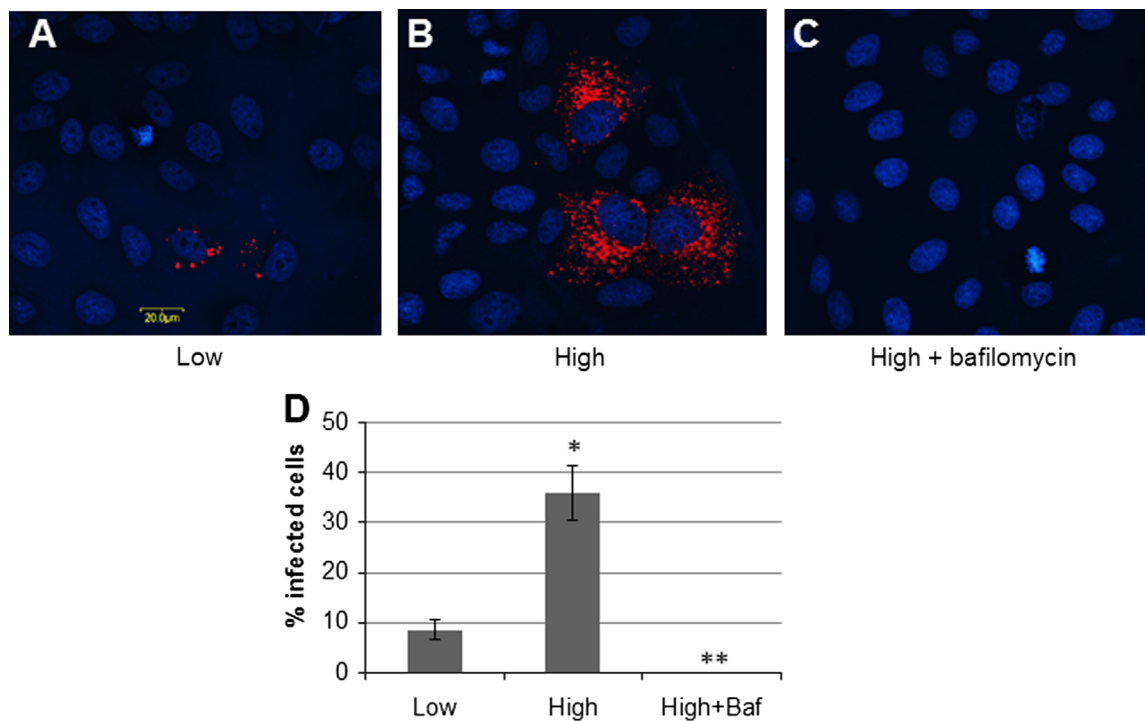 A
B
C
20.0µm
Low
High
High + bafilomycin
D
% infected cells
50
40
30
20
10
0
*
**
Low
High
High+Baf